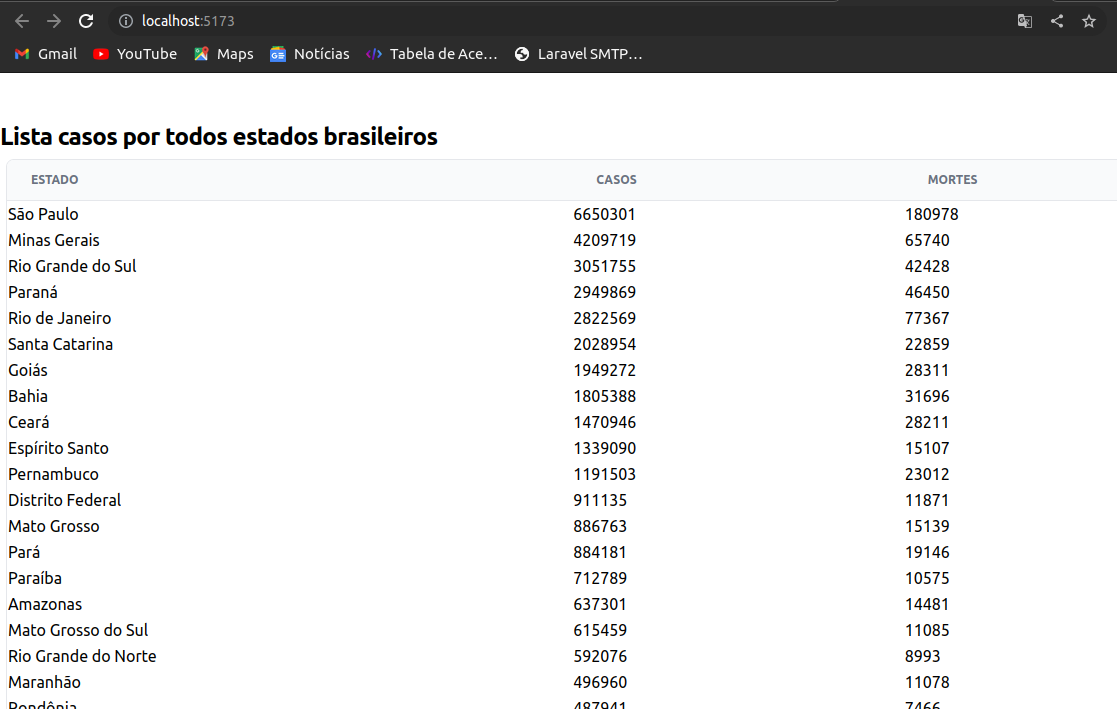 localhost:5173
Gmail YouTube Maps Notícias Tabela de Ace... Laravel SMTP...
Lista casos por todos estados brasileiros
ESTADO CASOS MORTES
São Paulo 6650301 180978
Minas Gerais 4209719 65740
Rio Grande do Sul 3051755 42428
Paraná 2949869 46450
Rio de Janeiro 2822569 77367
Santa Catarina 2028954 22859
Goiás 1949272 28311
Bahia 1805388 31696
Ceará 1470946 28211
Espírito Santo 1339090 15107
Pernambuco 1191503 23012
Distrito Federal 911135 11871
Mato Grosso 886763 15139
Pará 884181 19146
Paraíba 712789 10575
Amazonas 637301 14481
Mato Grosso do Sul 615459 11085
Rio Grande do Norte 592076 8993
Maranhão 496960 11078
Rondônia 487941 7466